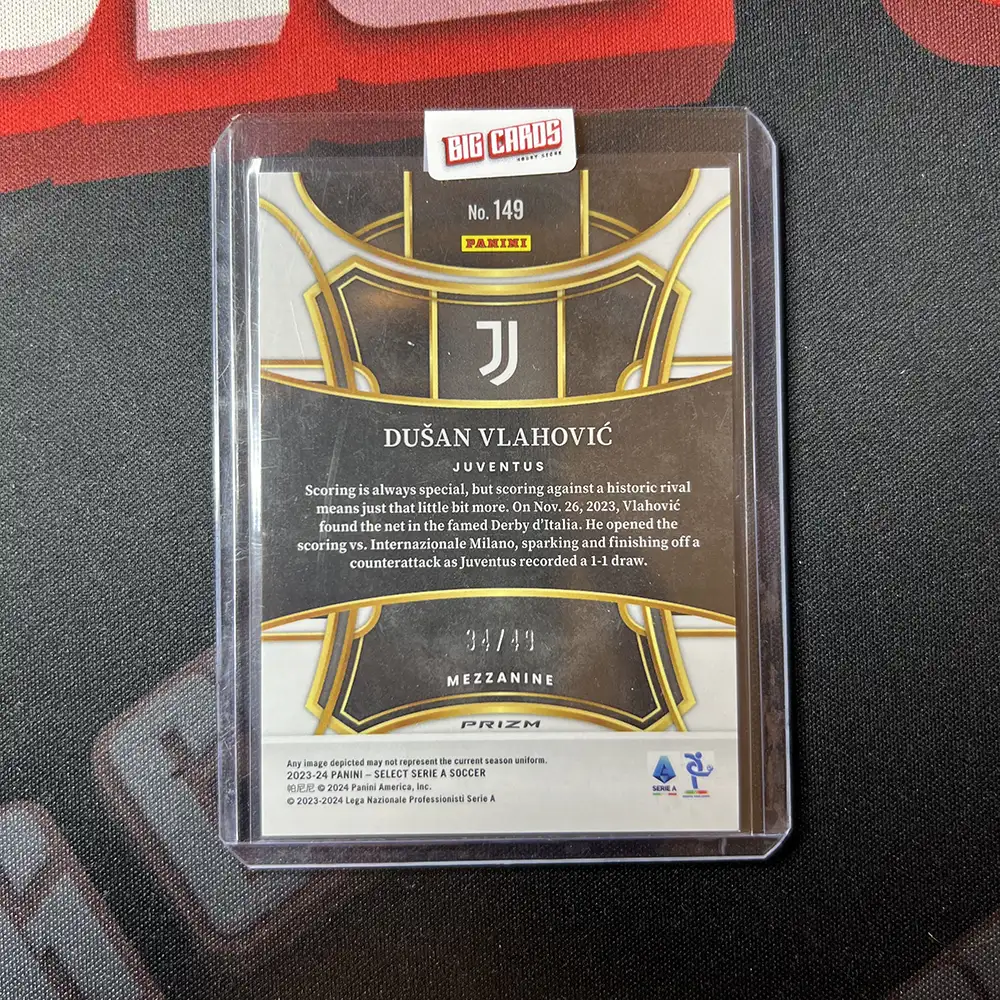 BIG CARDS
No. 149
PANINI
DUŠAN VLAHOVIĆ
JUVENTUS
Scoring is always special, but scoring against a historic rival
means just that little bit more. On Nov. 26, 2023, Vlahović
found the net in the famed Derby d'Italia. He opened the
scoring vs. Internazionale Milano, sparking and finishing off a
counterattack as Juventus recorded a 1-1 draw.
34/49
MEZZANINE
PRIZM
Any image depicted may not represent the current season uniform.
2023-24 PANINI – SELECT SERIE A SOCCER
帕尼尼 © 2024 Panini America, Inc.
© 2023-2024 Lega Nazionale Professionisti Serie A
SERIE A